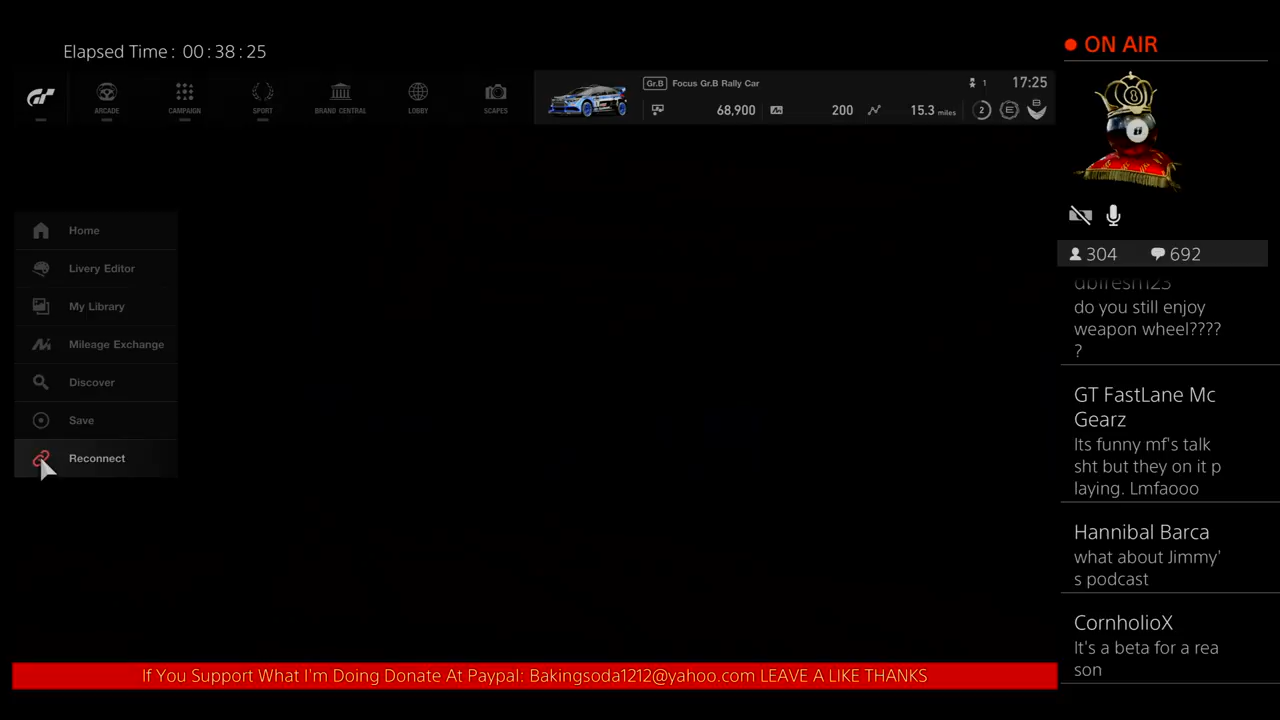 Elapsed Time : 00 : 38 : 25
ON AIR
ARCADE
CAMPAIGN
SPORT
BRAND CENTRAL
LOBBY
SCAPES
Gr.B Focus Gr.B Rally Car
1
17:25
68,900
200
15.3 miles
2
E
B
8
Home
Livery Editor
My Library
Mileage Exchange
Discover
Save
Reconnect
304
692
dbfresh123
do you still enjoy
weapon wheel????
?
GT FastLane Mc
Gearz
Its funny mf's talk
sht but they on it p
laying. Lmfaooo
Hannibal Barca
what about Jimmy'
s podcast
CornholioX
It's a beta for a rea
son
If You Support What I'm Doing Donate At Paypal: Bakingsoda1212@yahoo.com LEAVE A LIKE THANKS